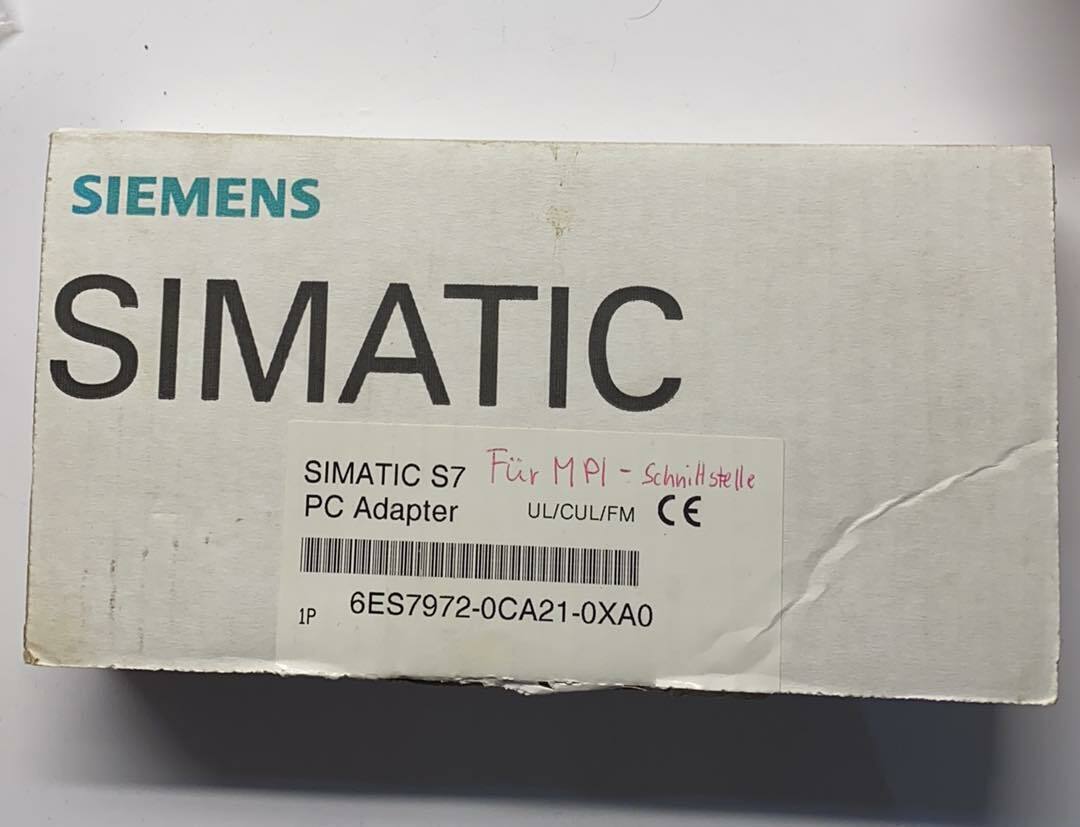 SIEMENS
SIMATIC
SIMATIC S7 Für MPI - Schnittstelle
PC Adapter UL/CUL/FM CE
1P 6ES7972-0CA21-0XA0